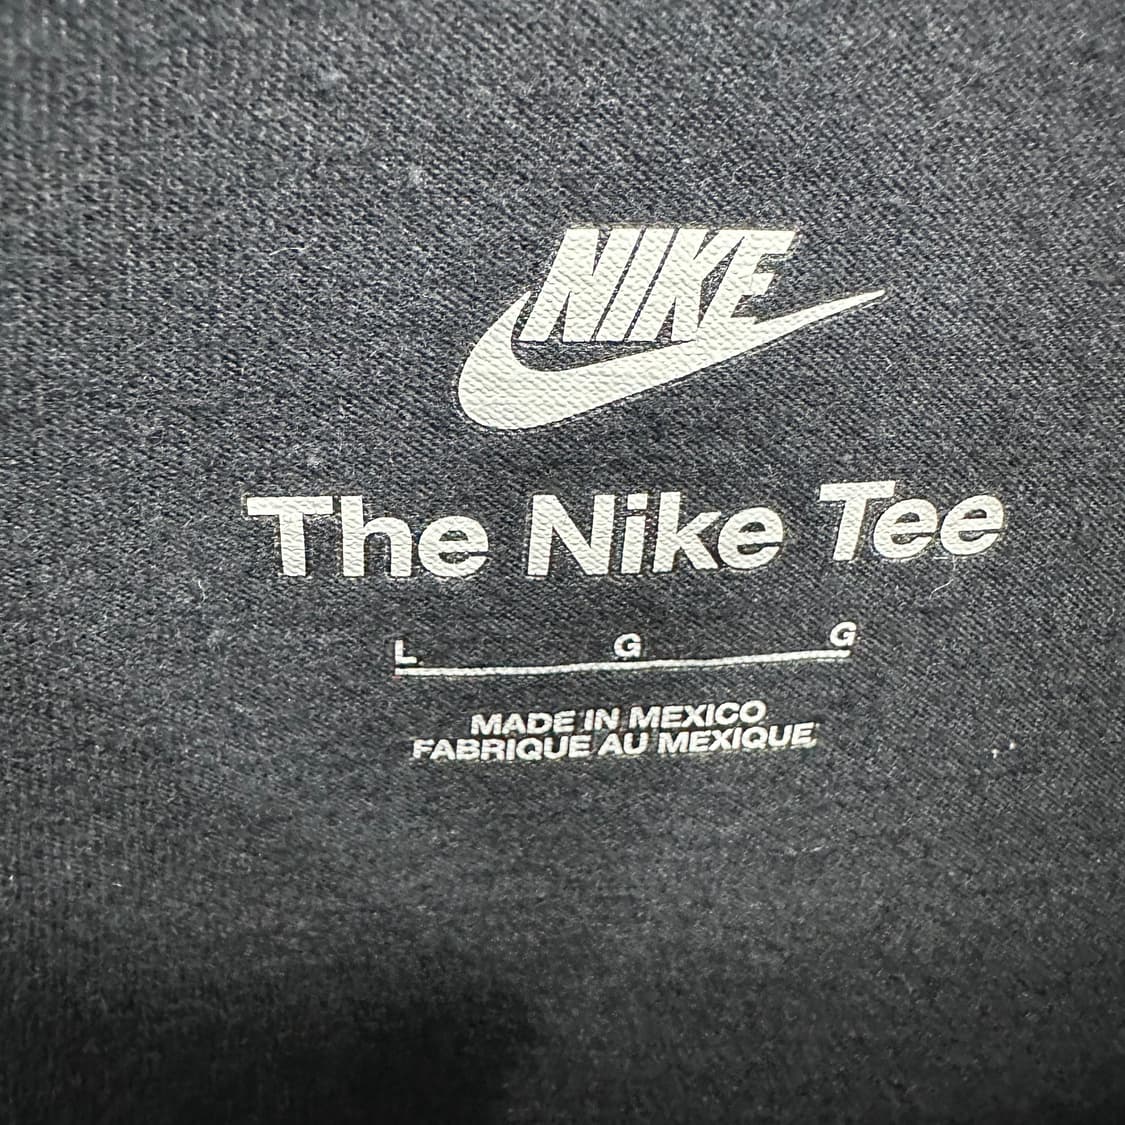 NIKE
The Nike Tee
L G G
MADE IN MEXICO
FABRIQUE AU MEXIQUE